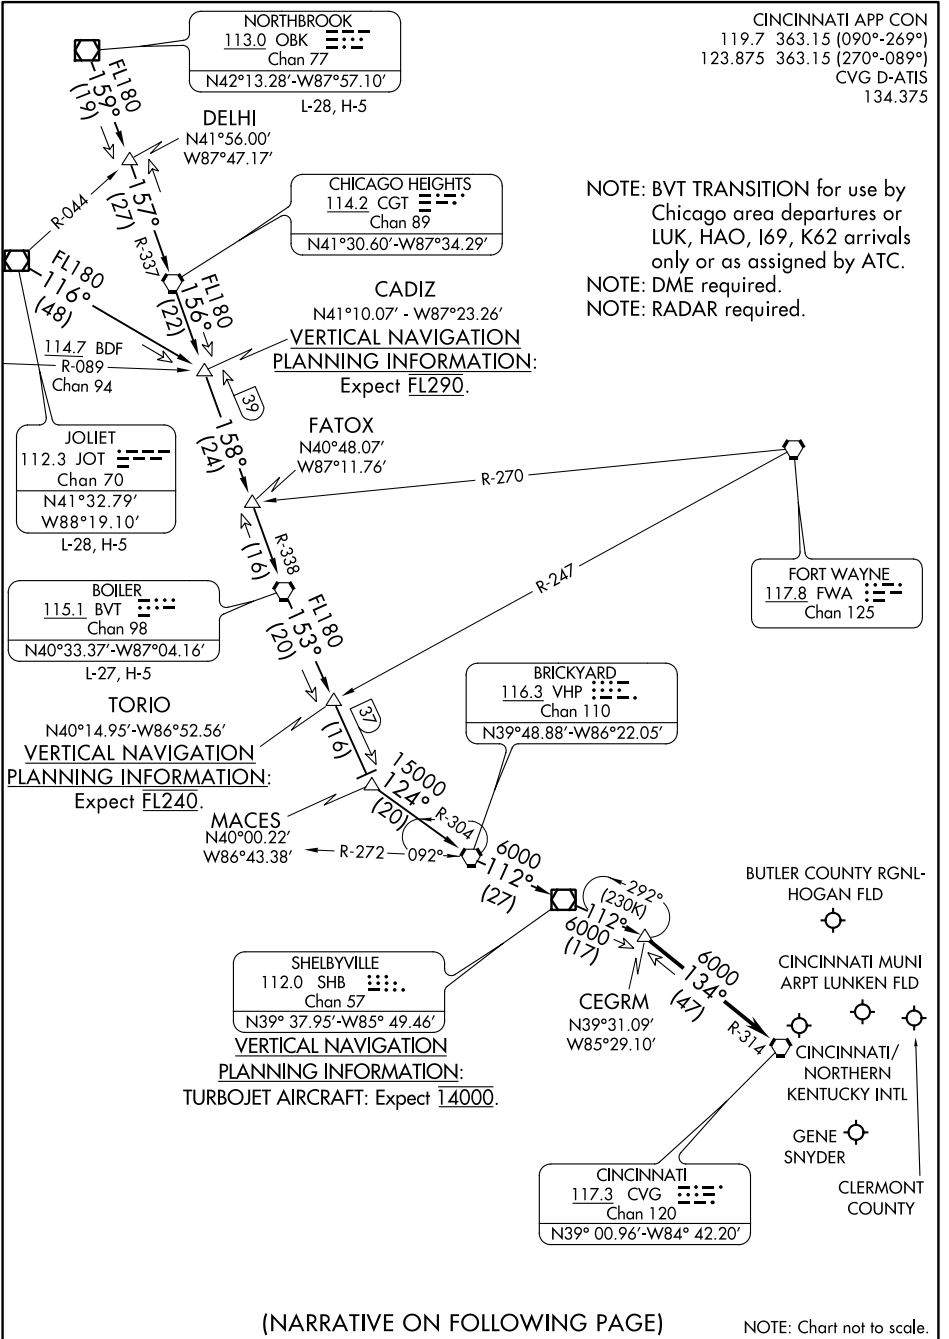 NORTHBROOK
113.0 OBK
Chan 77
N42°13.28'-W87°57.10'
L-28, H-5
CINCINNATI APP CON
119.7 363.15 (090°-269°)
123.875 363.15 (270°-089°)
CVG D-ATIS
134.375
FL180
159°
(19)
DELHI
N41°56.00'
W87°47.17'
NOTE: BVT TRANSITION for use by
Chicago area departures or
LUK, HAO, I69, K62 arrivals
only or as assigned by ATC.
NOTE: DME required.
NOTE: RADAR required.
CHICAGO HEIGHTS
114.2 CGT
Chan 89
N41°30.60'-W87°34.29'
R-044
157°
(27)
R-337
FL180
116°
(48)
FL180
156°
(22)
CADIZ
N41°10.07' - W87°23.26'
VERTICAL NAVIGATION
PLANNING INFORMATION:
Expect FL290.
114.7 BDF
R-089
Chan 94
39
JOLIET
112.3 JOT
Chan 70
N41°32.79'
W88°19.10'
L-28, H-5
158°
(24)
FATOX
N40°48.07'
W87°11.76'
R-270
R-247
(16)
R-338
FORT WAYNE
117.8 FWA
Chan 125
BOILER
115.1 BVT
Chan 98
N40°33.37'-W87°04.16'
L-27, H-5
FL180
153°
(20)
TORIO
N40°14.95'-W86°52.56'
VERTICAL NAVIGATION
PLANNING INFORMATION:
Expect FL240.
BRICKYARD
116.3 VHP
Chan 110
N39°48.88'-W86°22.05'
37
(16)
MACES
N40°00.22'
W86°43.38'
15000
124°
(20)
R-304
R-272
092°
6000
112°
(27)
292°
(230K)
112°
6000
(17)
SHELBYVILLE
112.0 SHB
Chan 57
N39° 37.95'-W85° 49.46'
VERTICAL NAVIGATION
PLANNING INFORMATION:
TURBOJET AIRCRAFT: Expect 14000.
CEGRM
N39°31.09'
W85°29.10'
6000
134°
(47)
R-314
BUTLER COUNTY RGNL-
HOGAN FLD
CINCINNATI MUNI
ARPT LUNKEN FLD
CINCINNATI/
NORTHERN
KENTUCKY INTL
GENE
SNYDER
CLERMONT
COUNTY
CINCINNATI
117.3 CVG
Chan 120
N39° 00.96'-W84° 42.20'
(NARRATIVE ON FOLLOWING PAGE)
NOTE: Chart not to scale.